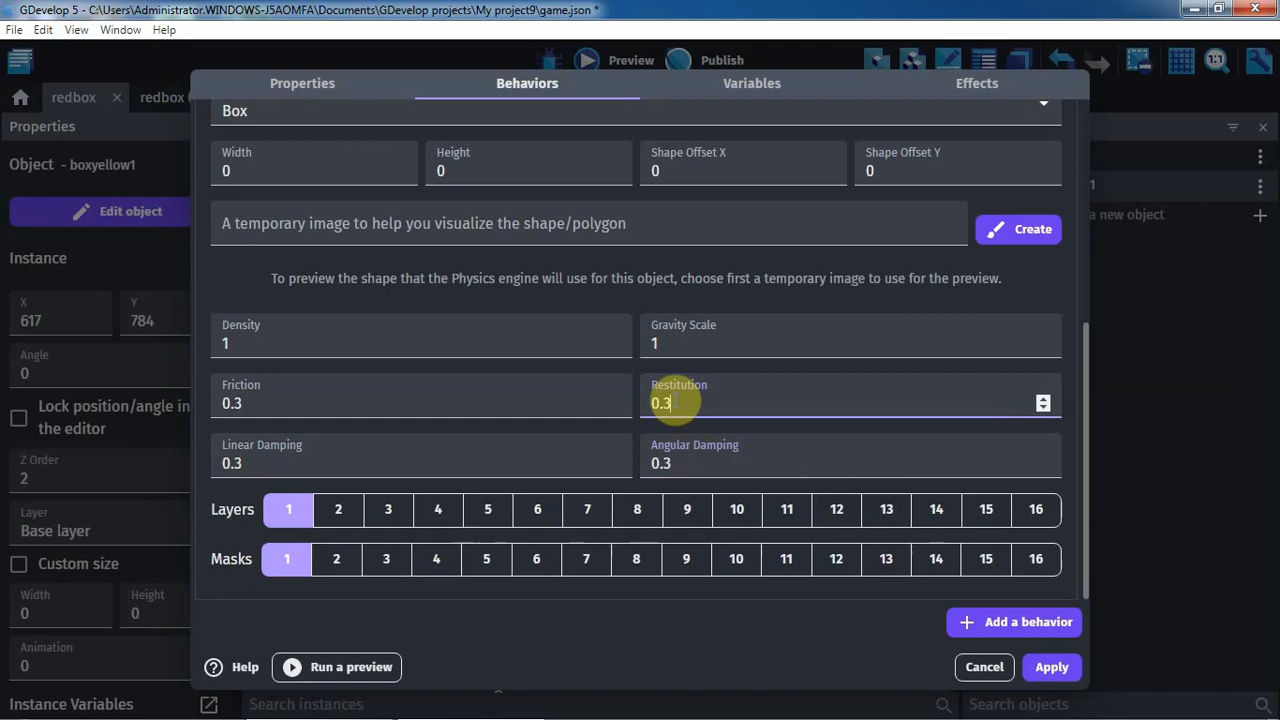 GDevelop 5 - C:\Users\Administrator.WINDOWS-J5AOMFA\Documents\GDevelop projects\My project9\game.json *
File Edit View Window Help
Preview Publish
redbox redbox (
Properties Behaviors Variables Effects
Properties
Box
Object - boxyellow1
Width Height Shape Offset X Shape Offset Y
0 0 0 0
1
Edit object
a new object
A temporary image to help you visualize the shape/polygon
Create
Instance
To preview the shape that the Physics engine will use for this object, choose first a temporary image to use for the preview.
X Y
617 784
Density Gravity Scale
1 1
Angle
0
Friction Restitution
0.3 0.3
Lock position/angle in
the editor
Linear Damping Angular Damping
0.3 0.3
Z Order
2
Layers 1 2 3 4 5 6 7 8 9 10 11 12 13 14 15 16
Layer
Base layer
Masks 1 2 3 4 5 6 7 8 9 10 11 12 13 14 15 16
Custom size
Width Height
0 0
Add a behavior
Animation
0
Help Run a preview Cancel Apply
Instance Variables Search instances Search objects